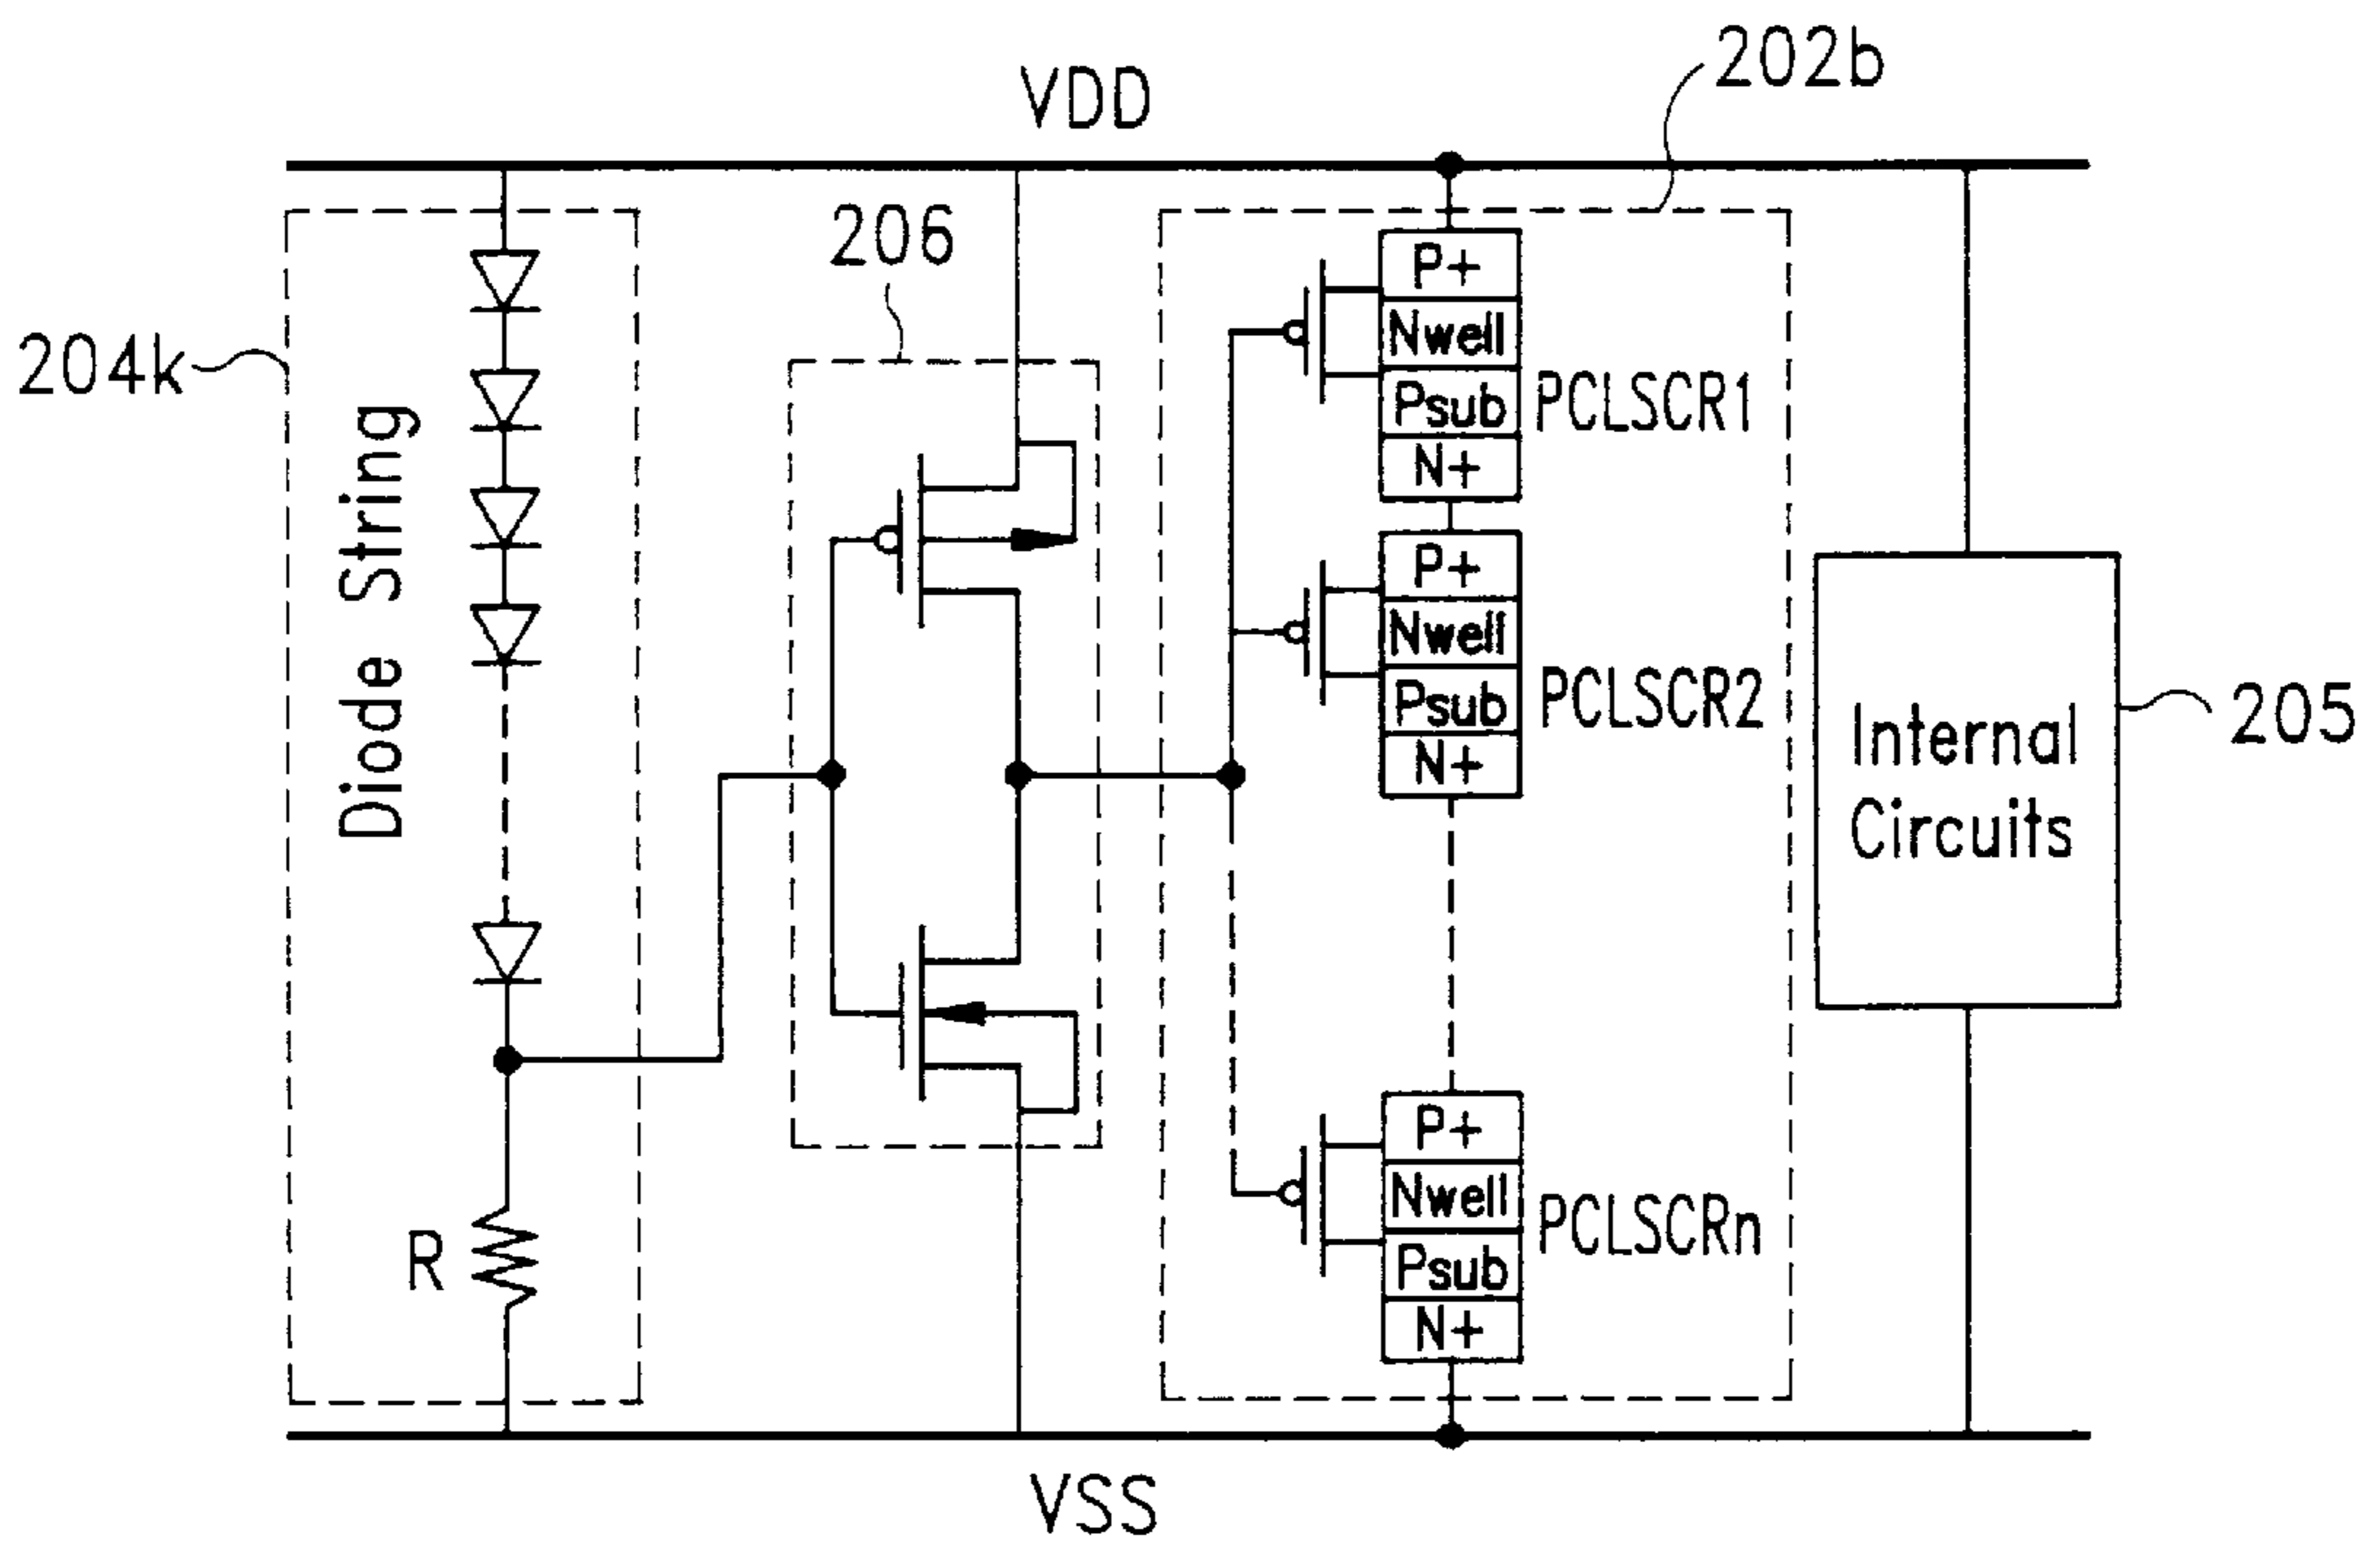 202b
VDD
206
204k
Diode String
R
P+
Nwell
Psub
N+
PCLSCR1
P+
Nwell
Psub
N+
PCLSCR2
P+
Nwell
Psub
N+
PCLSCRn
Internal
Circuits
205
VSS